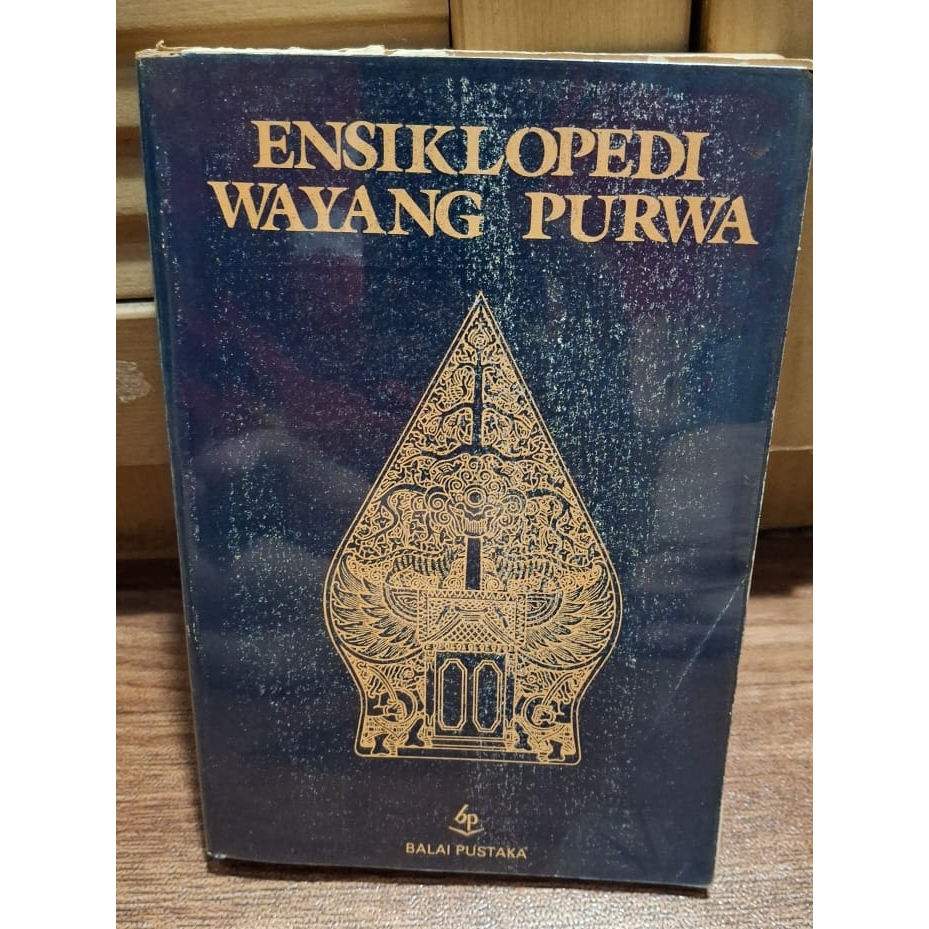 ENSIKLOPEDI
WAYANG PURWA
bp
BALAI PUSTAKA